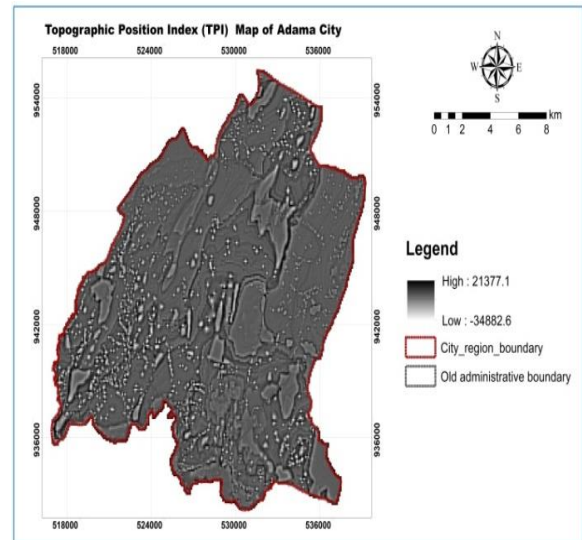 Topographic Position Index (TPI) Map of Adama City
518000 524000 530000 536000
N
W E
S
km
0 1 2 4 6 8
954000 954000
948000 948000
942000 942000
936000 936000
Legend
High : 21377.1
Low : -34882.6
City_region_boundary
Old administrative boundary
518000 524000 530000 536000